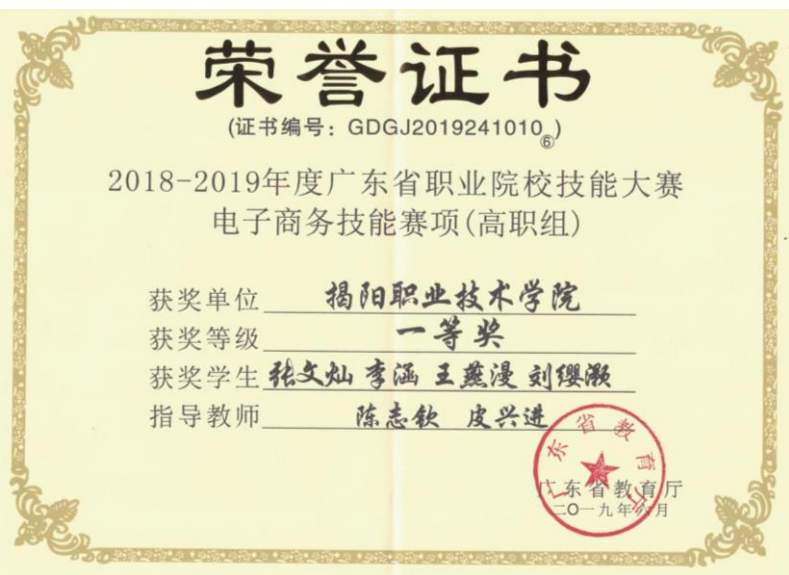 荣誉证书
(证书编号：GDGJ2019241010⑥)
2018-2019年度广东省职业院校技能大赛
电子商务技能赛项(高职组)
获奖单位 揭阳职业技术学院
获奖等级 一等奖
获奖学生 张文灿 李涵 王燕漫 刘缨灏
指导教师 陈志钦 皮兴进
广东省教育厅
广东省教育厅
二〇一九年六月